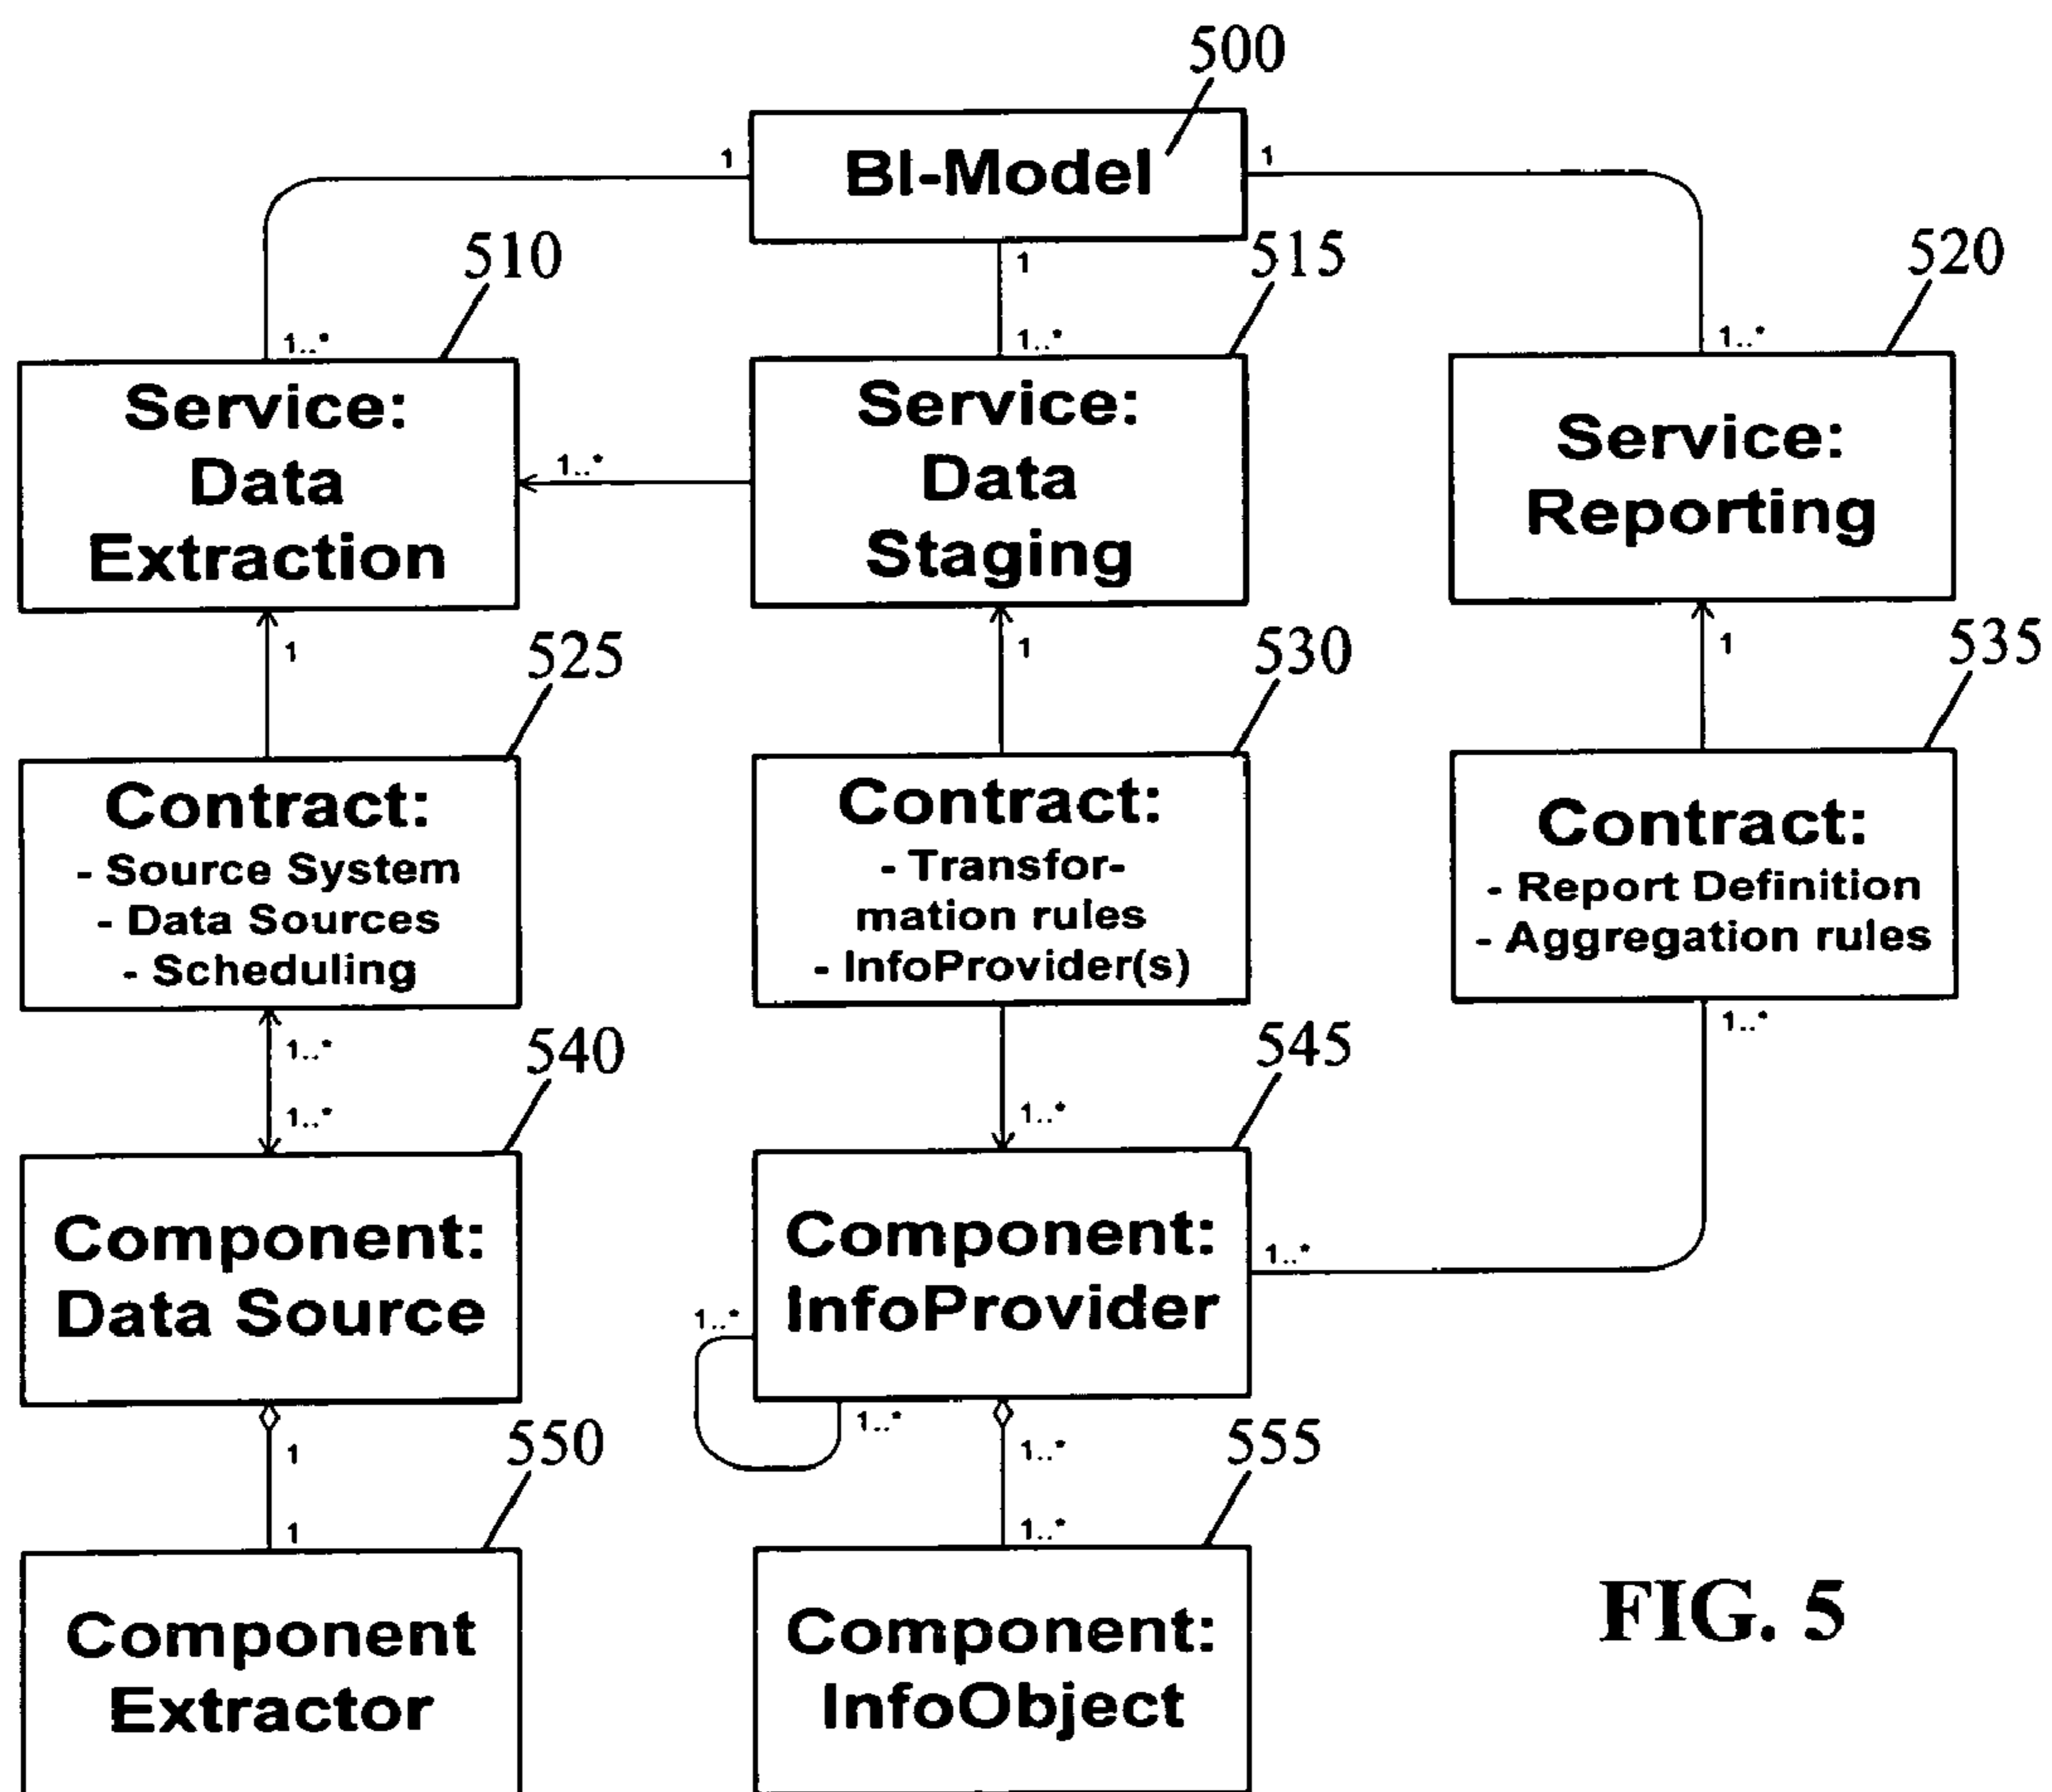 500
1
BI-Model
1
510
1
515
520
1..*
1..*
1..*
Service:
Data
Extraction
1..*
Service:
Data
Staging
Service:
Reporting
1
525
1
530
1
535
Contract:
- Source System
- Data Sources
- Scheduling
Contract:
- Transfor-
mation rules
- InfoProvider(s)
Contract:
- Report Definition
- Aggregation rules
1..*
1..*
540
1..*
545
1..*
Component:
Data Source
Component:
InfoProvider
1..*
1..*
1..*
1
550
1
1..*
555
1..*
Component
Extractor
Component:
InfoObject
FIG. 5